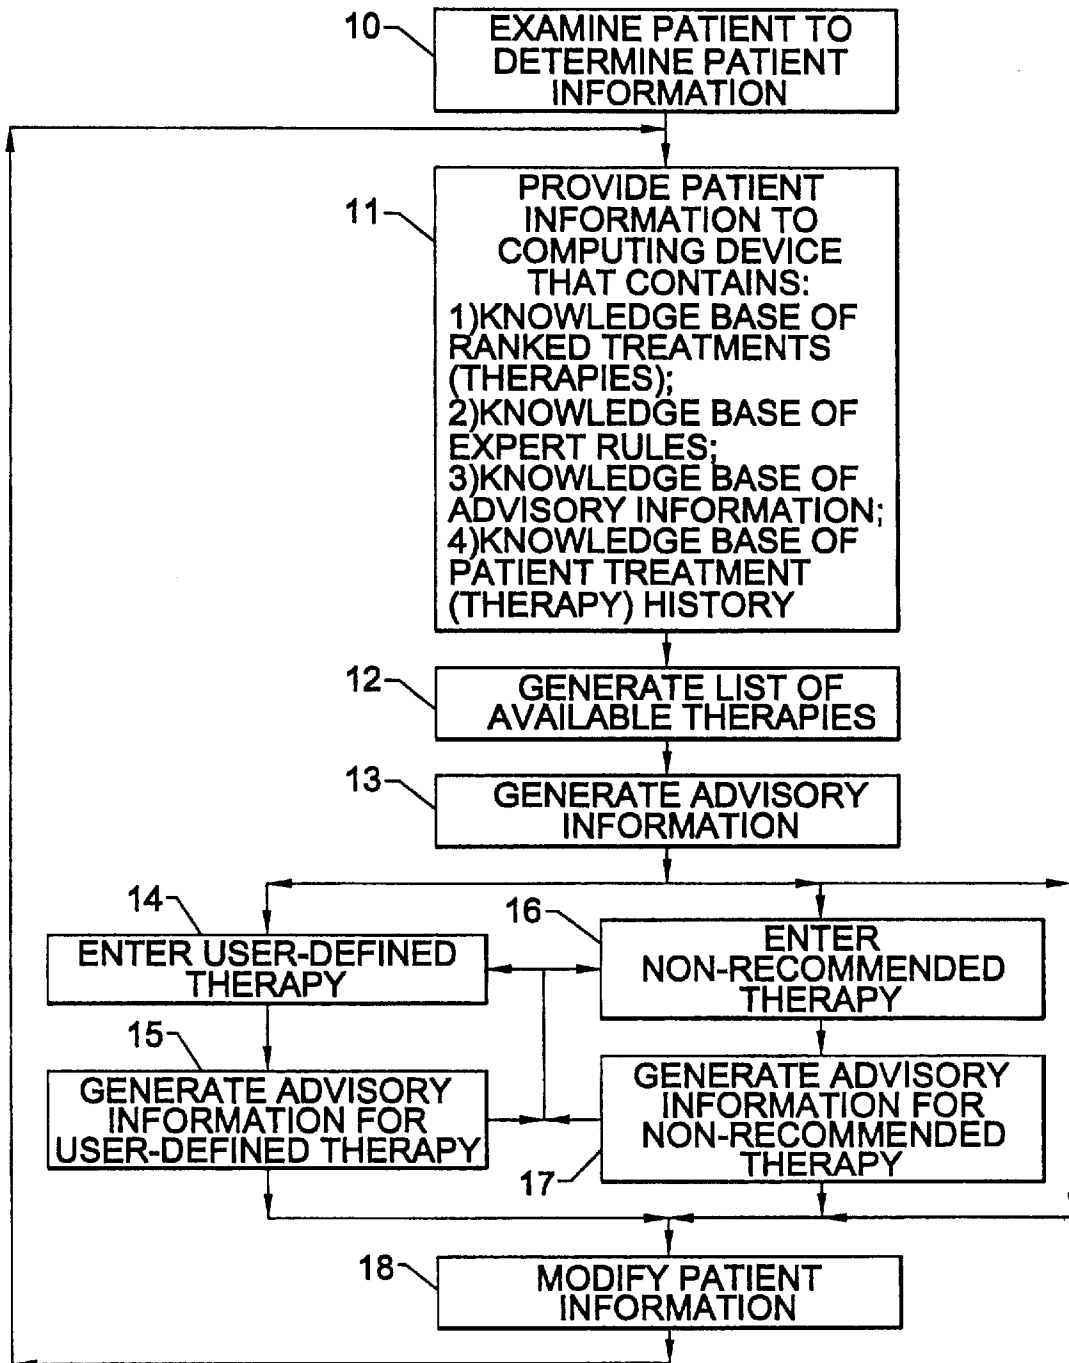 10
EXAMINE PATIENT TO
DETERMINE PATIENT
INFORMATION
11
PROVIDE PATIENT
INFORMATION TO
COMPUTING DEVICE
THAT CONTAINS:
1)KNOWLEDGE BASE OF
RANKED TREATMENTS
(THERAPIES);
2)KNOWLEDGE BASE OF
EXPERT RULES;
3)KNOWLEDGE BASE OF
ADVISORY INFORMATION;
4)KNOWLEDGE BASE OF
PATIENT TREATMENT
(THERAPY) HISTORY
12
GENERATE LIST OF
AVAILABLE THERAPIES
13
GENERATE ADVISORY
INFORMATION
14
ENTER USER-DEFINED
THERAPY
15
GENERATE ADVISORY
INFORMATION FOR
USER-DEFINED THERAPY
16
ENTER
NON-RECOMMENDED
THERAPY
GENERATE ADVISORY
INFORMATION FOR
NON-RECOMMENDED
THERAPY
17
18
MODIFY PATIENT
INFORMATION